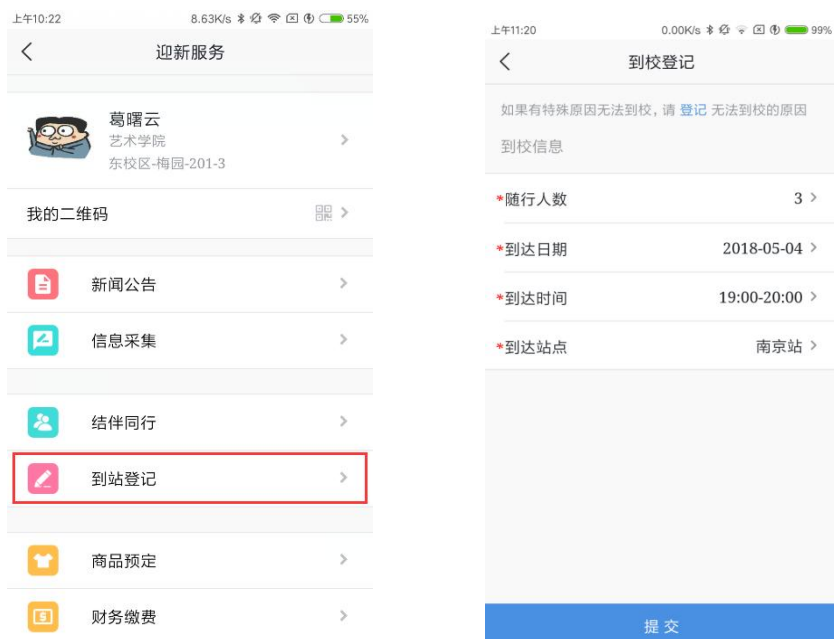 上午10:22 8.63K/s 55%
迎新服务
葛曙云
艺术学院
东校区-梅园-201-3
我的二维码
新闻公告
信息采集
结伴同行
到站登记
商品预定
财务缴费
上午11:20 0.00K/s 99%
到校登记
如果有特殊原因无法到校,请 登记 无法到校的原因
到校信息
*随行人数 3
*到达日期 2018-05-04
*到达时间 19:00-20:00
*到达站点 南京站
提交